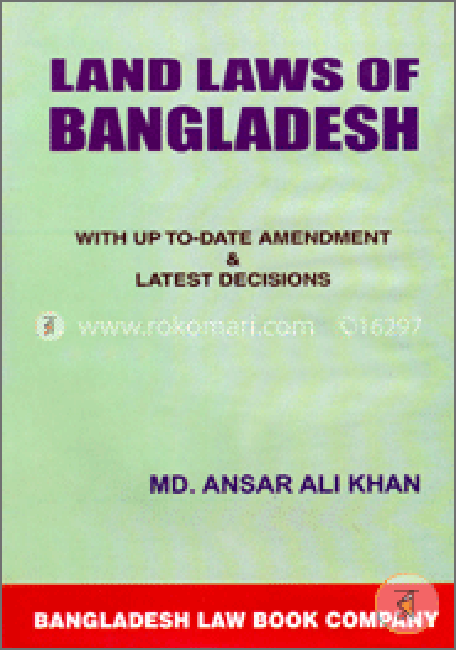 LAND LAWS OF
BANGLADESH
WITH UP TO-DATE AMENDMENT
&
LATEST DECISIONS
www.rokomari.com 16297
MD. ANSAR ALI KHAN
BANGLADESH LAW BOOK COMPANY